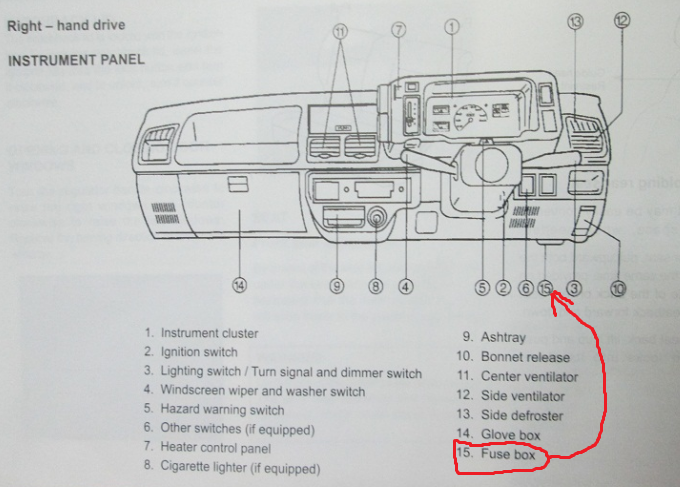 Right – hand drive
INSTRUMENT PANEL
11
7
1
13
12
14
9
8
4
5
2
6
15
3
10
1. Instrument cluster
2. Ignition switch
3. Lighting switch / Turn signal and dimmer switch
4. Windscreen wiper and washer switch
5. Hazard warning switch
6. Other switches (if equipped)
7. Heater control panel
8. Cigarette lighter (if equipped)
9. Ashtray
10. Bonnet release
11. Center ventilator
12. Side ventilator
13. Side defroster
14. Glove box
15. Fuse box